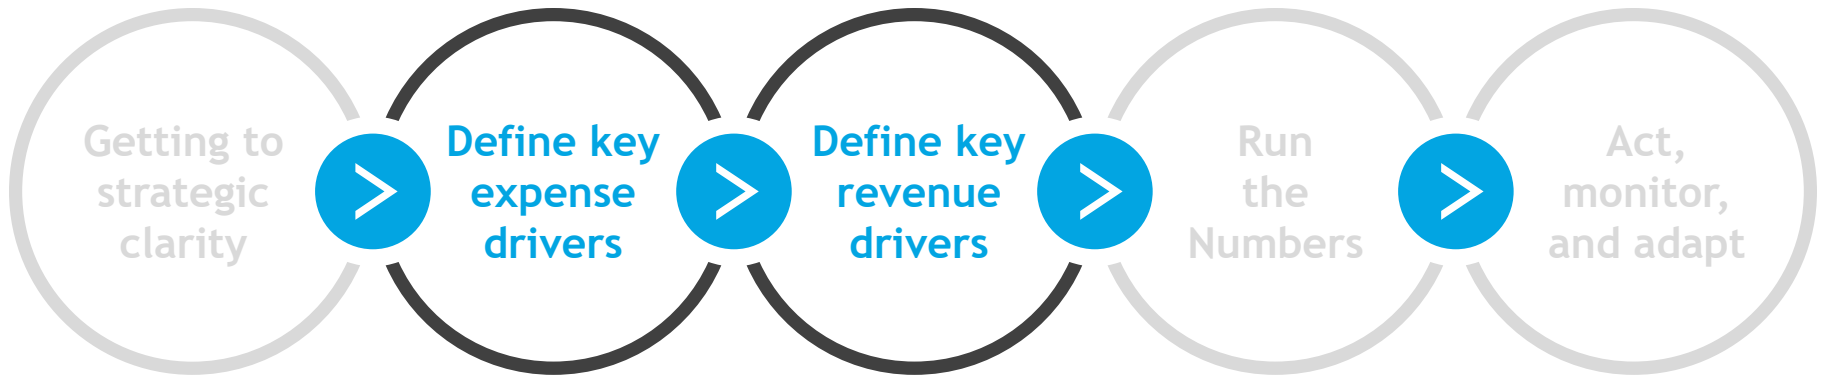 Getting to
strategic
clarity
Define key
expense
drivers
Define key
revenue
drivers
Run
the
Numbers
Act,
monitor,
and adapt